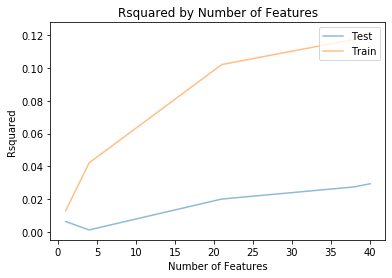 Rsquared by Number of Features
Test
Train
Rsquared
0.12
0.10
0.08
0.06
0.04
0.02
0.00
0 5 10 15 20 25 30 35 40
Number of Features